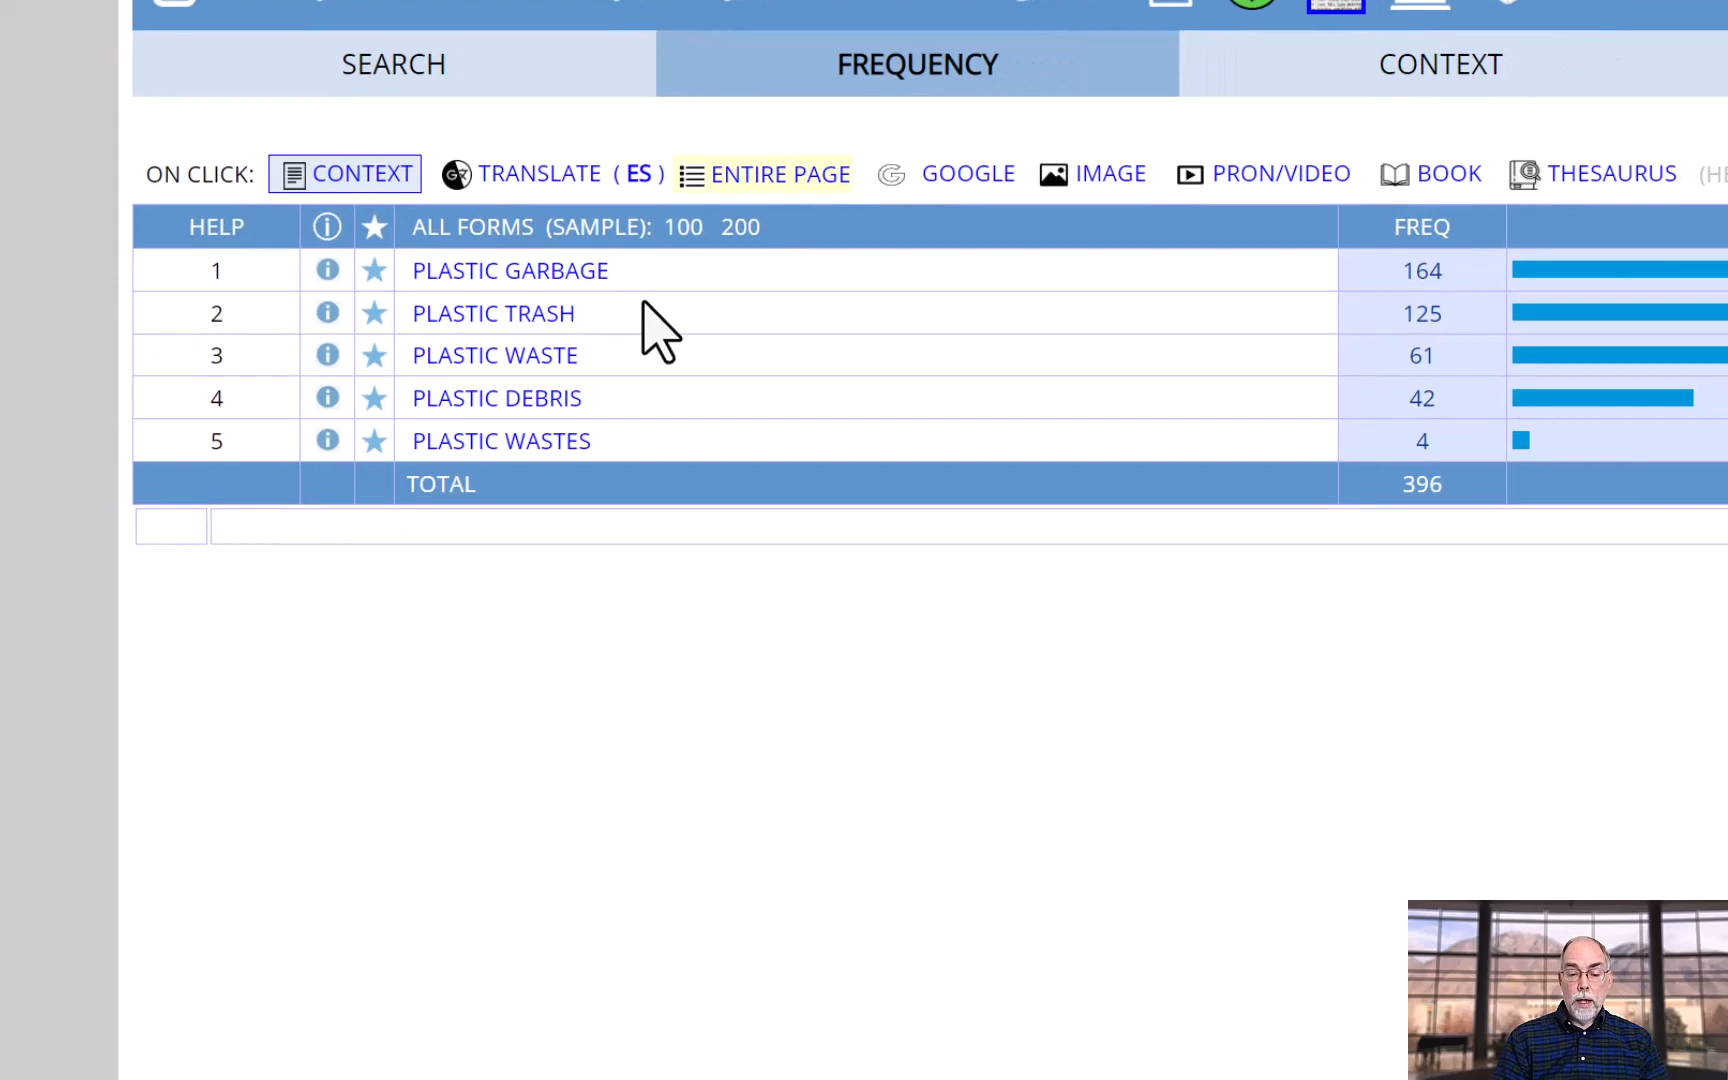 SEARCH FREQUENCY CONTEXT
ON CLICK: CONTEXT TRANSLATE ( ES ) ENTIRE PAGE GOOGLE IMAGE PRON/VIDEO BOOK THESAURUS (HE
HELP ALL FORMS (SAMPLE): 100 200 FREQ
1 PLASTIC GARBAGE 164
2 PLASTIC TRASH 125
3 PLASTIC WASTE 61
4 PLASTIC DEBRIS 42
5 PLASTIC WASTES 4
TOTAL 396